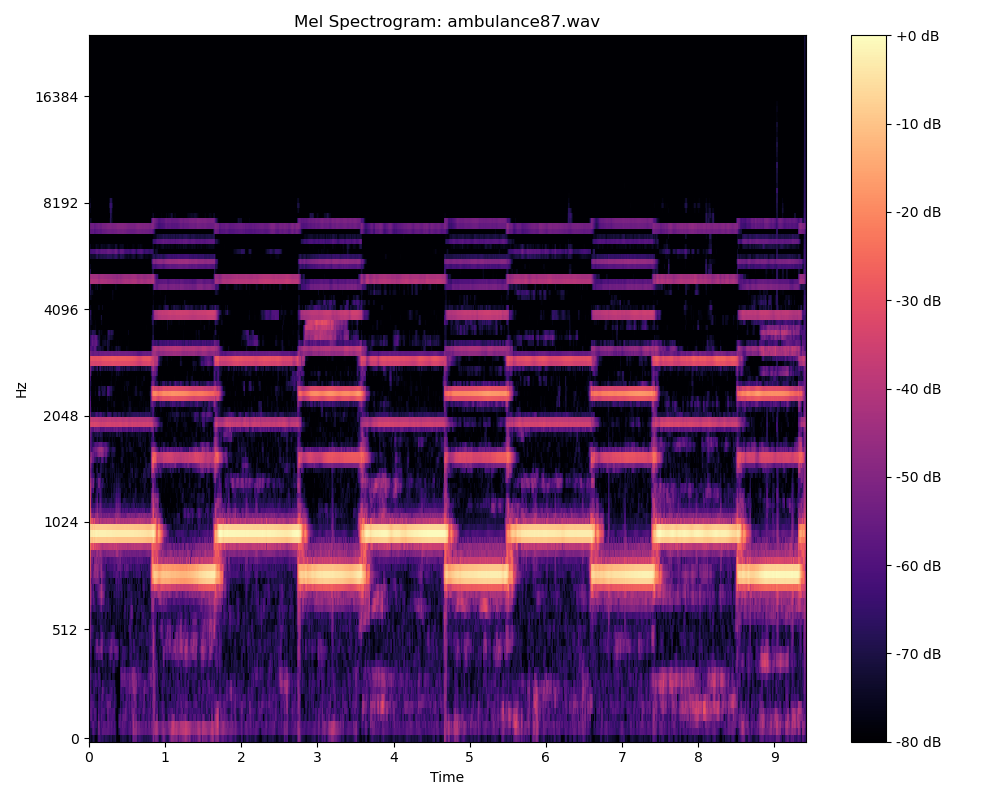 Mel Spectrogram: ambulance87.wav
+0 dB
16384
-10 dB
8192
-20 dB
4096
-30 dB
Hz
2048
-40 dB
-50 dB
1024
-60 dB
512
-70 dB
0
-80 dB
0 1 2 3 4 5 6 7 8 9
Time